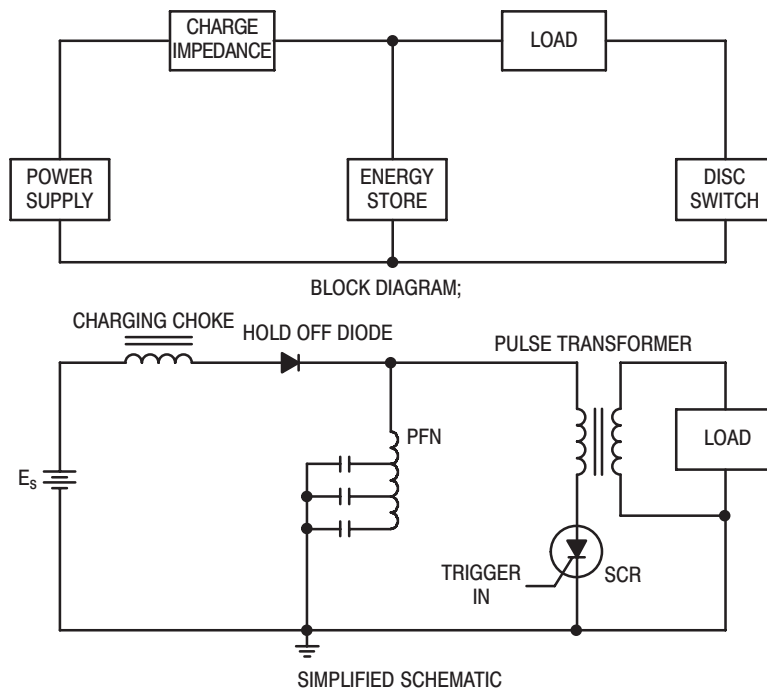 CHARGE
IMPEDANCE
LOAD
POWER
SUPPLY
ENERGY
STORE
DISC
SWITCH
BLOCK DIAGRAM;
CHARGING CHOKE
HOLD OFF DIODE
PULSE TRANSFORMER
PFN
LOAD
Es
TRIGGER
IN
SCR
SIMPLIFIED SCHEMATIC